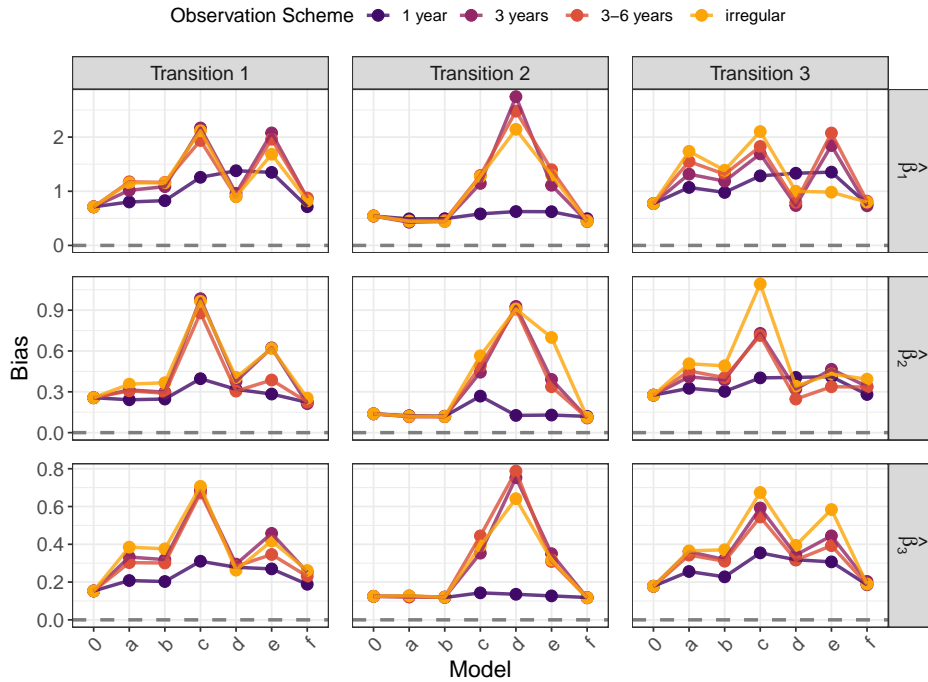 Observation Scheme 1 year 3 years 3−6 years irregular
Transition 1 Transition 2 Transition 3
2
1
0
β̂1
0.9
0.6
0.3
0.0
β̂2
0.8
0.6
0.4
0.2
0.0
β̂3
Bias
0 a b c d e f 0 a b c d e f 0 a b c d e f
Model